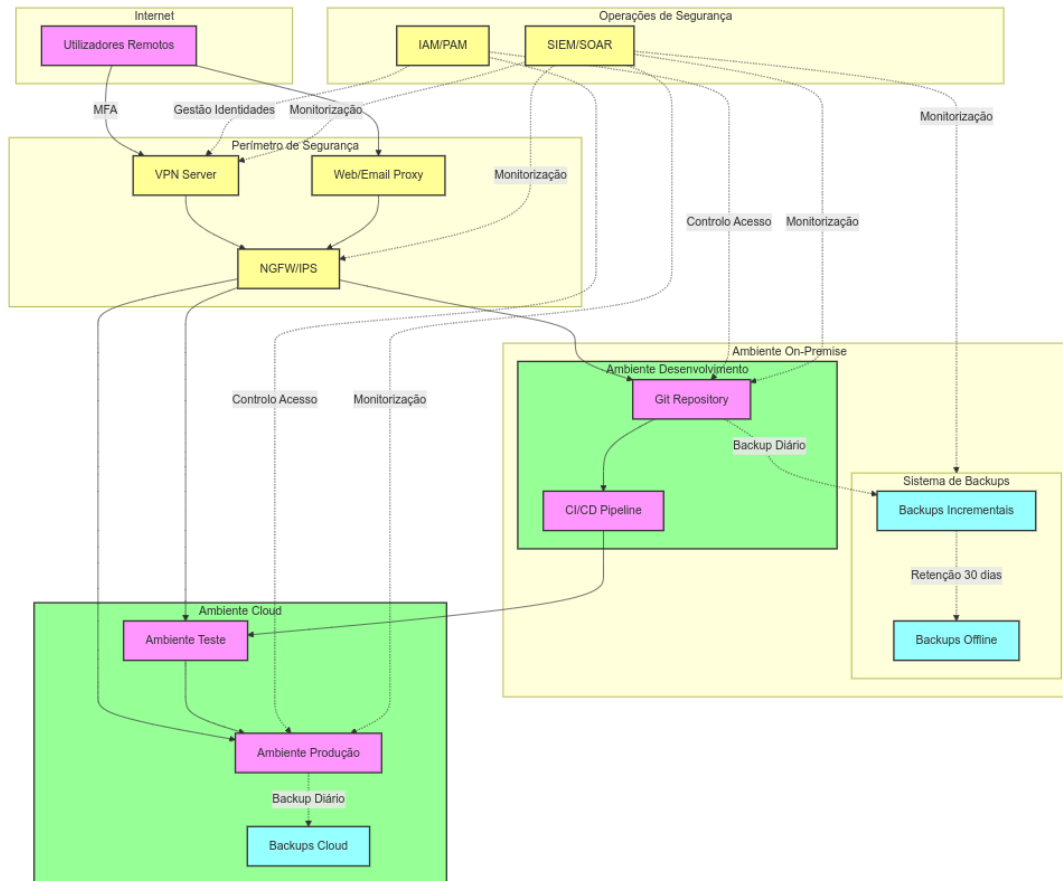 Internet
Operações de Segurança
Utilizadores Remotos
IAM/PAM
SIEM/SOAR
MFA
Gestão Identidades
Monitorização
Monitorização
Perímetro de Segurança
VPN Server
Web/Email Proxy
Monitorização
Controlo Acesso
Monitorização
NGFW/IPS
Ambiente On-Premise
Ambiente Desenvolvimento
Controlo Acesso
Monitorização
Git Repository
Backup Diário
Sistema de Backups
CI/CD Pipeline
Backups Incrementais
Retenção 30 dias
Ambiente Cloud
Ambiente Teste
Backups Offline
Ambiente Produção
Backup Diário
Backups Cloud